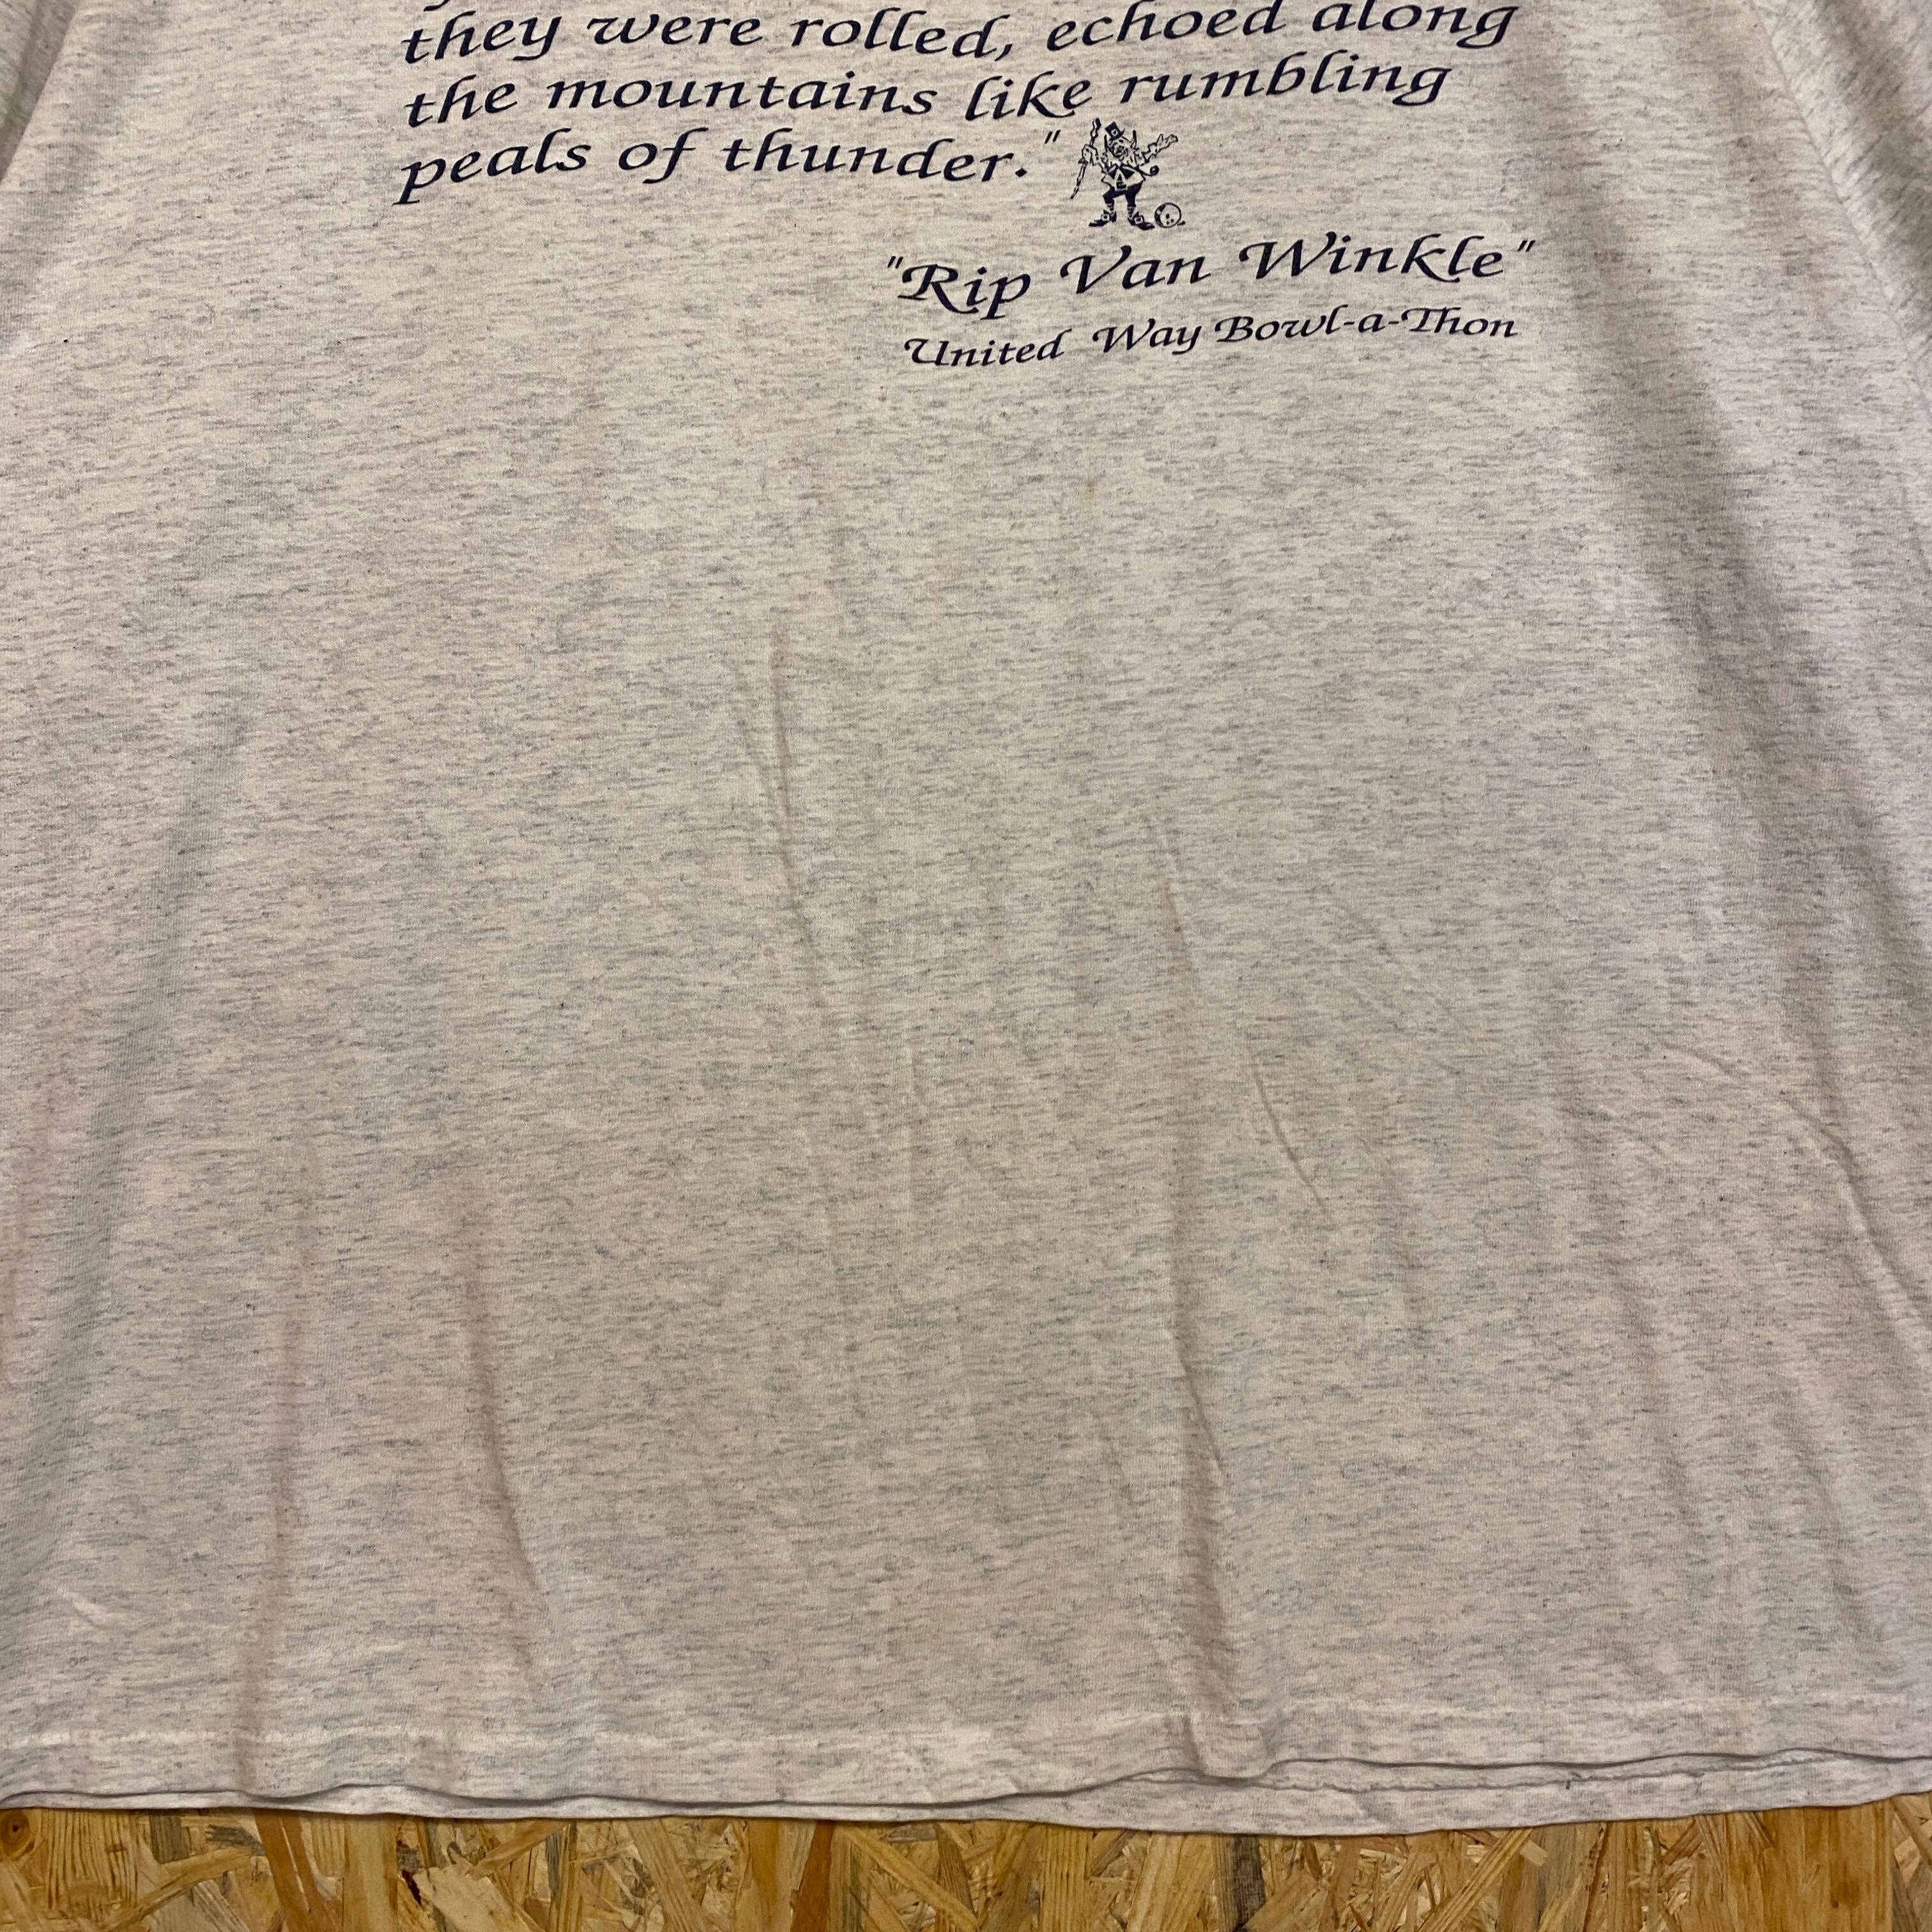 they were rolled, echoed along
the mountains like rumbling
peals of thunder."
"Rip Van Winkle"
United Way Bowl-a-Thon